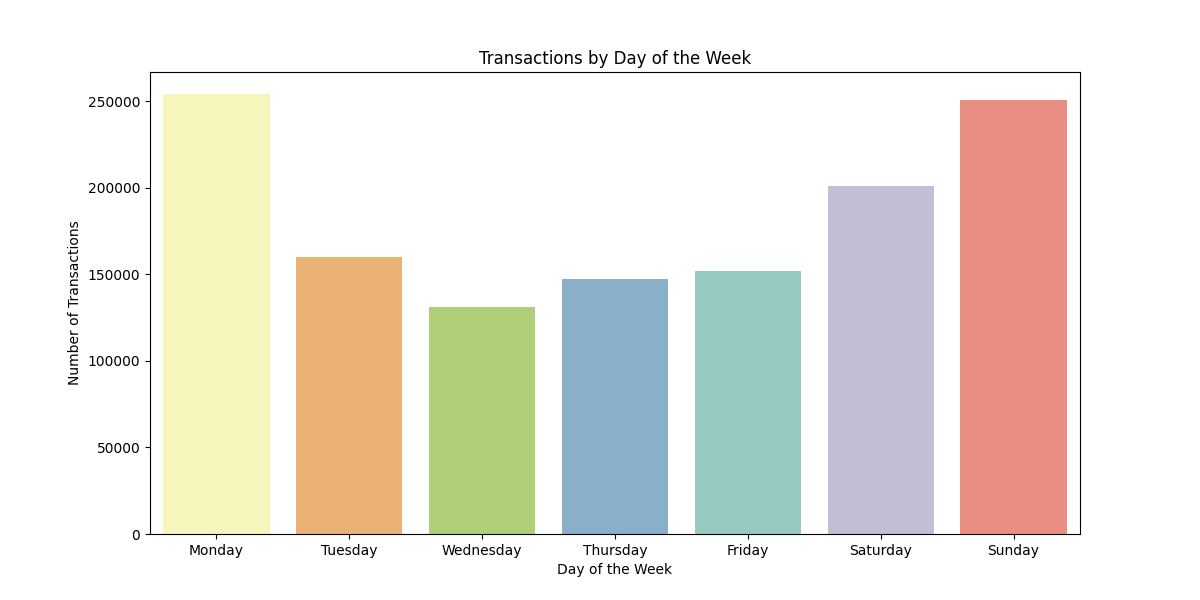 Transactions by Day of the Week
Number of Transactions
250000
200000
150000
100000
50000
0
Monday Tuesday Wednesday Thursday Friday Saturday Sunday
Day of the Week